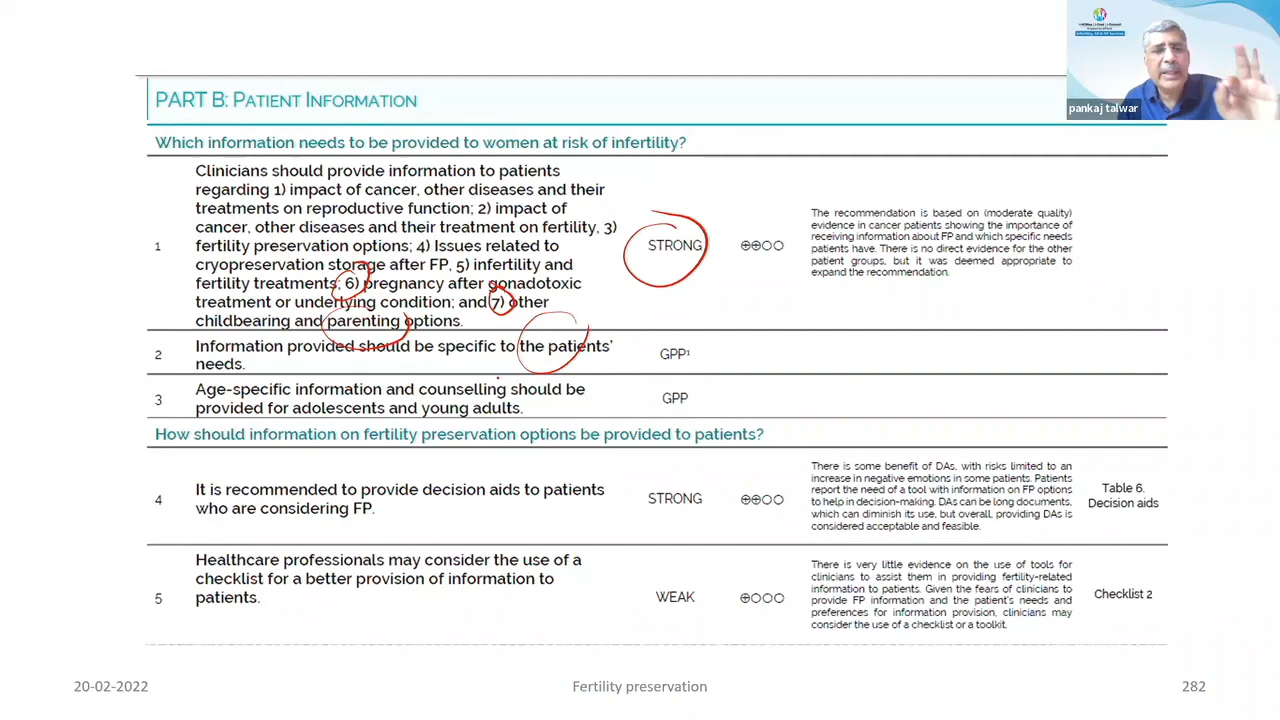 pankaj talwar
PART B: PATIENT INFORMATION
Which information needs to be provided to women at risk of infertility?
1
Clinicians should provide information to patients
regarding 1) impact of cancer, other diseases and their
treatments on reproductive function; 2) impact of
cancer, other diseases and their treatment on fertility, 3)
fertility preservation options; 4) Issues related to
cryopreservation storage after FP, 5) infertility and
fertility treatments; 6) pregnancy after gonadotoxic
treatment or underlying condition; and 7) other
childbearing and parenting options.
STRONG
⊕⊕○○
The recommendation is based on (moderate quality)
evidence in cancer patients showing the importance of
receiving information about FP and which specific needs
patients have. There is no direct evidence for the other
patient groups, but it was deemed appropriate to
expand the recommendation.
2
Information provided should be specific to the patients'
needs.
GPP¹
3
Age-specific information and counselling should be
provided for adolescents and young adults.
GPP
How should information on fertility preservation options be provided to patients?
4
It is recommended to provide decision aids to patients
who are considering FP.
STRONG
⊕⊕○○
There is some benefit of DAs, with risks limited to an
increase in negative emotions in some patients. Patients
report the need of a tool with information on FP options
to help in decision-making. DAs can be long documents,
which can diminish its use, but overall, providing DAs is
considered acceptable and feasible.
Table 6.
Decision aids
5
Healthcare professionals may consider the use of a
checklist for a better provision of information to
patients.
WEAK
⊕○○○
There is very little evidence on the use of tools for
clinicians to assist them in providing fertility-related
information to patients. Given the fears of clinicians to
provide FP information and the patient's needs and
preferences for information provision, clinicians may
consider the use of a checklist or a toolkit.
Checklist 2
20-02-2022
Fertility preservation
282